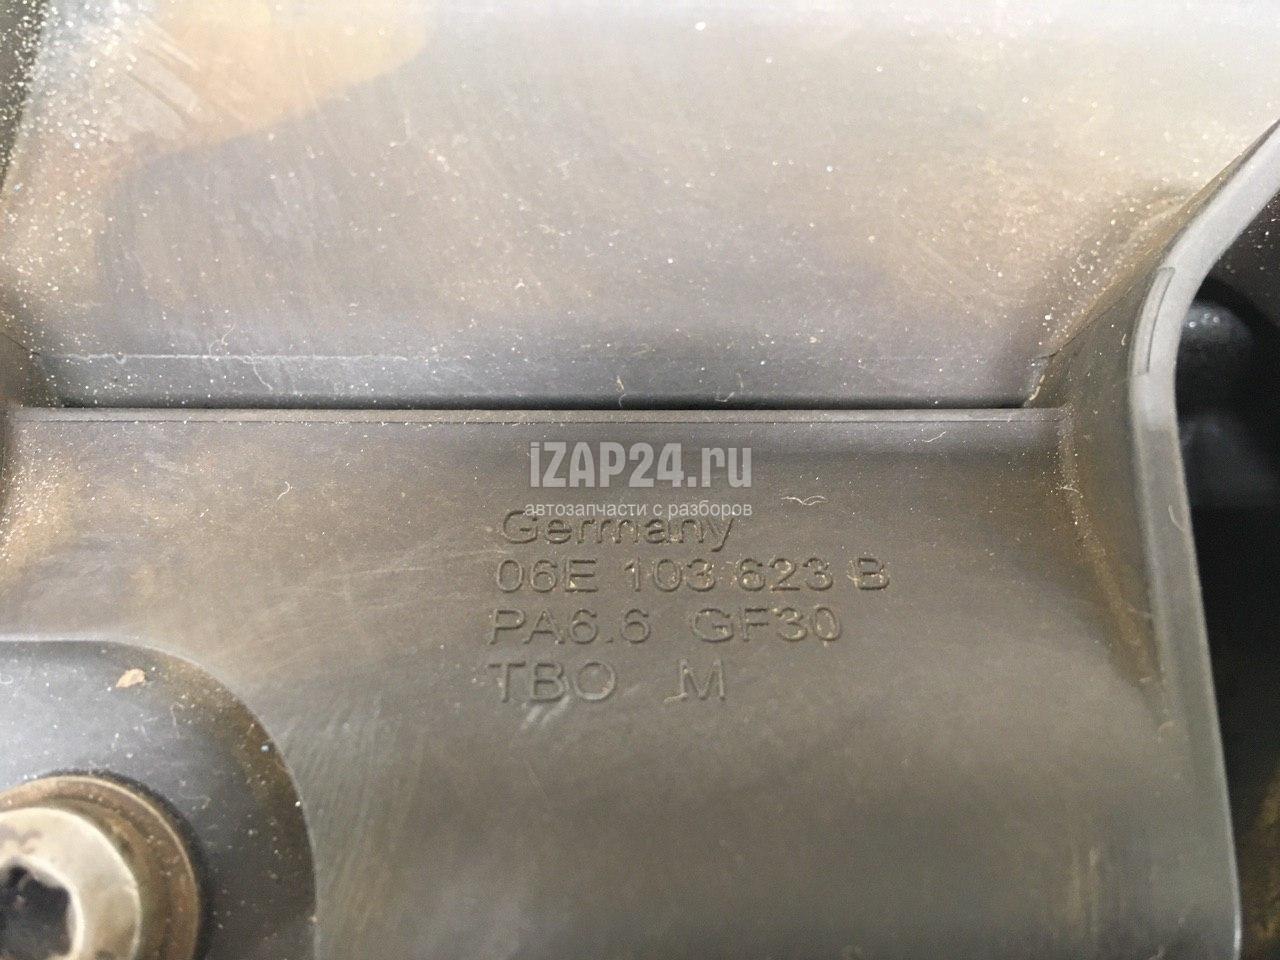 iZAP24.ru
автозапчасти с разборов
Germany
06E 103 623 B
PA6.6 GF30
TBO M